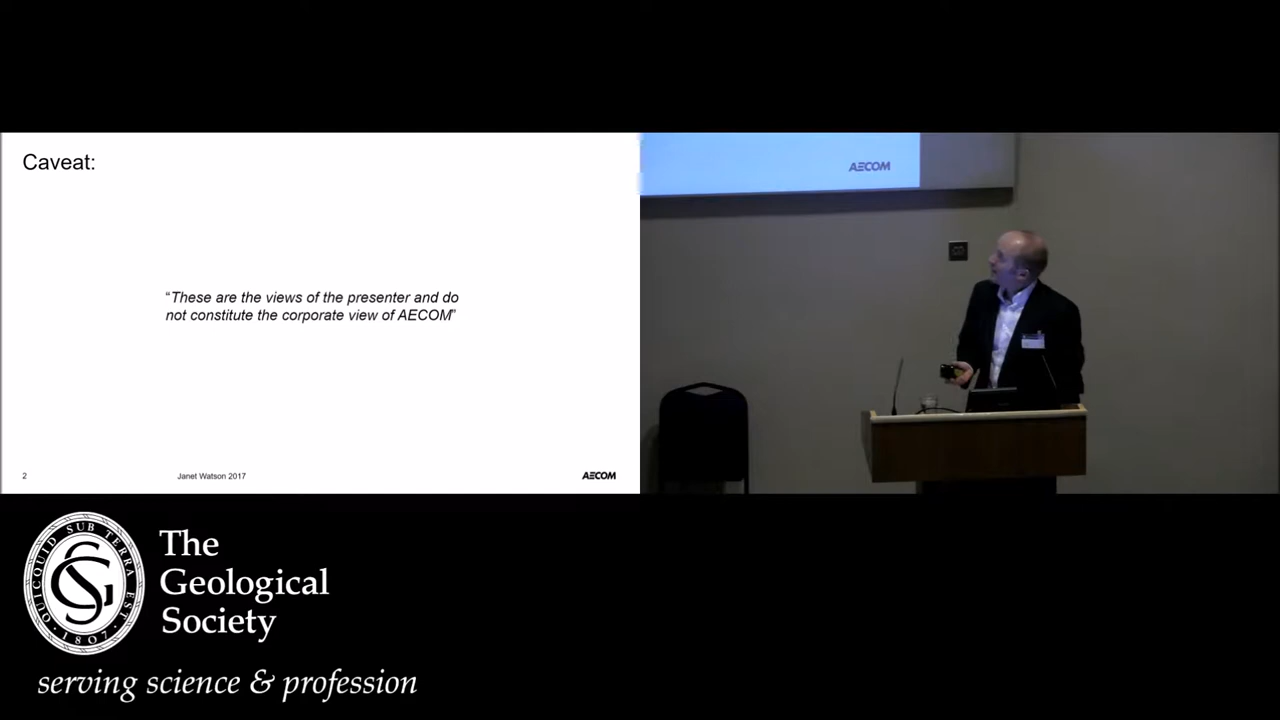 Caveat:
“These are the views of the presenter and do
not constitute the corporate view of AECOM”
2
Janet Watson 2017
AECOM
AECOM
QUICQUID SUB TERRA EST
GS
1807
The
Geological
Society
serving science & profession